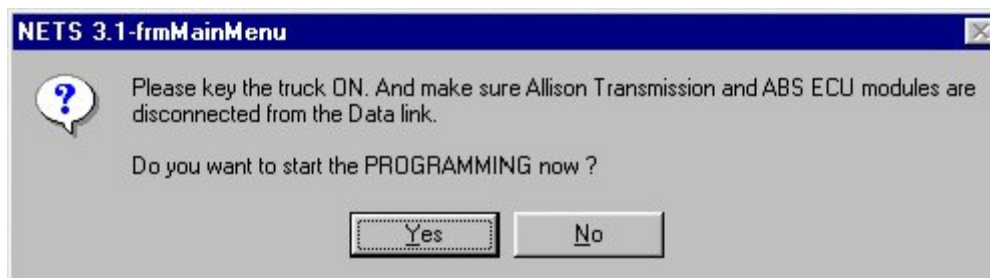 NETS 3.1-frmMainMenu
Please key the truck ON. And make sure Allison Transmission and ABS ECU modules are
disconnected from the Data link.
Do you want to start the PROGRAMMING now ?
Yes
No